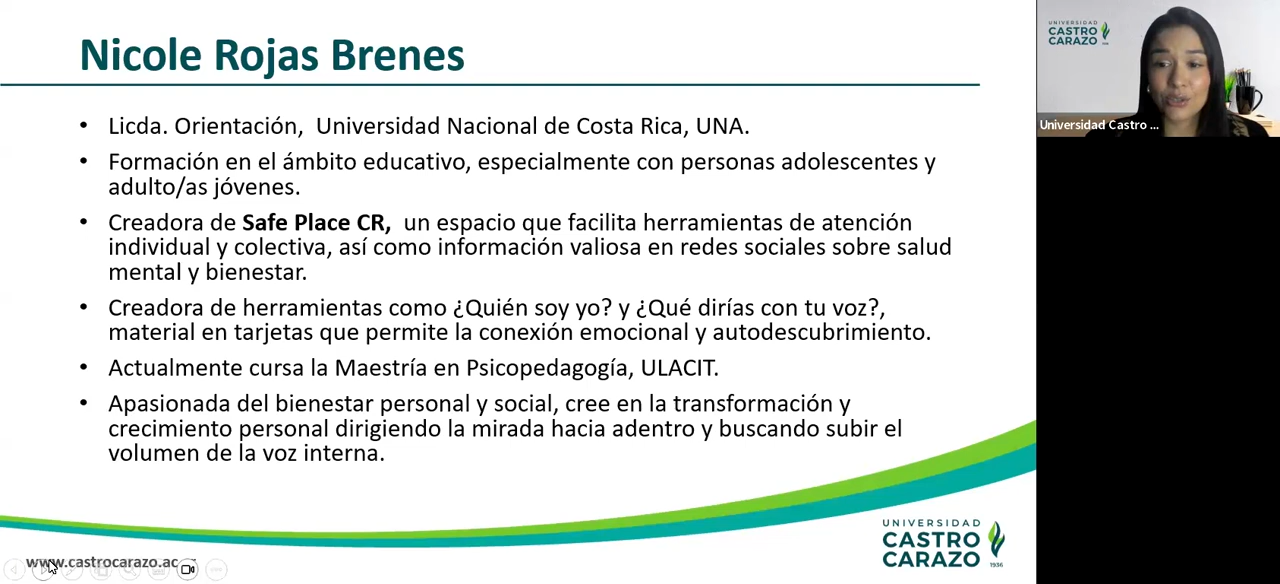 Nicole Rojas Brenes
• Licda. Orientación, Universidad Nacional de Costa Rica, UNA.
• Formación en el ámbito educativo, especialmente con personas adolescentes y
adulto/as jóvenes.
• Creadora de Safe Place CR, un espacio que facilita herramientas de atención
individual y colectiva, así como información valiosa en redes sociales sobre salud
mental y bienestar.
• Creadora de herramientas como ¿Quién soy yo? y ¿Qué dirías con tu voz?,
material en tarjetas que permite la conexión emocional y autodescubrimiento.
• Actualmente cursa la Maestría en Psicopedagogía, ULACIT.
• Apasionada del bienestar personal y social, cree en la transformación y
crecimiento personal dirigiendo la mirada hacia adentro y buscando subir el
volumen de la voz interna.
www.castrocarazo.ac
UNIVERSIDAD
CASTRO
CARAZO
1936
UNIVERSIDAD
CASTRO
CARAZO
Universidad Castro ...